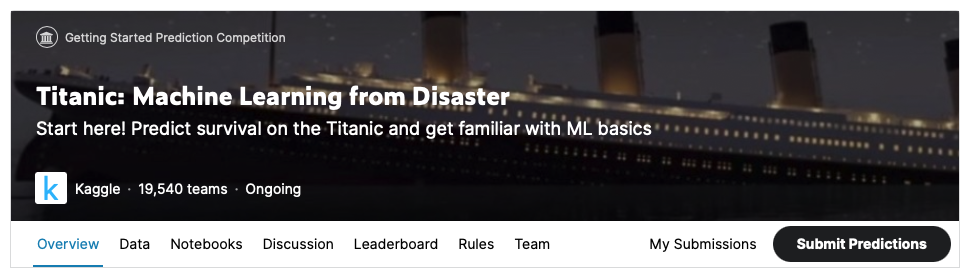 Getting Started Prediction Competition
Titanic: Machine Learning from Disaster
Start here! Predict survival on the Titanic and get familiar with ML basics
k Kaggle · 19,540 teams · Ongoing
Overview Data Notebooks Discussion Leaderboard Rules Team My Submissions Submit Predictions